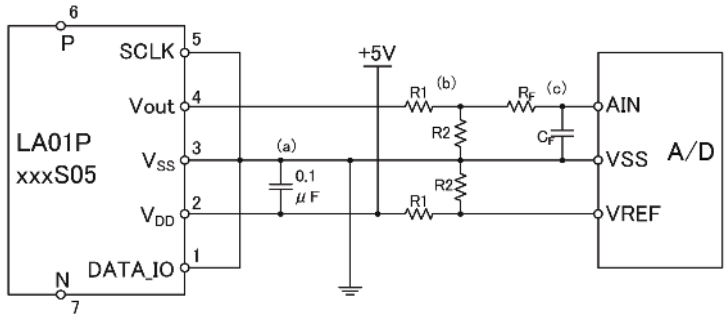 6
P
SCLK 5
+5V
Vout 4
R1 (b) RF (c) AIN
R2 CF
LA01P
xxxS05
VSS 3 (a)
VSS A/D
0.1
μF
R2
VDD 2
R1 VREF
DATA_IO 1
N
7